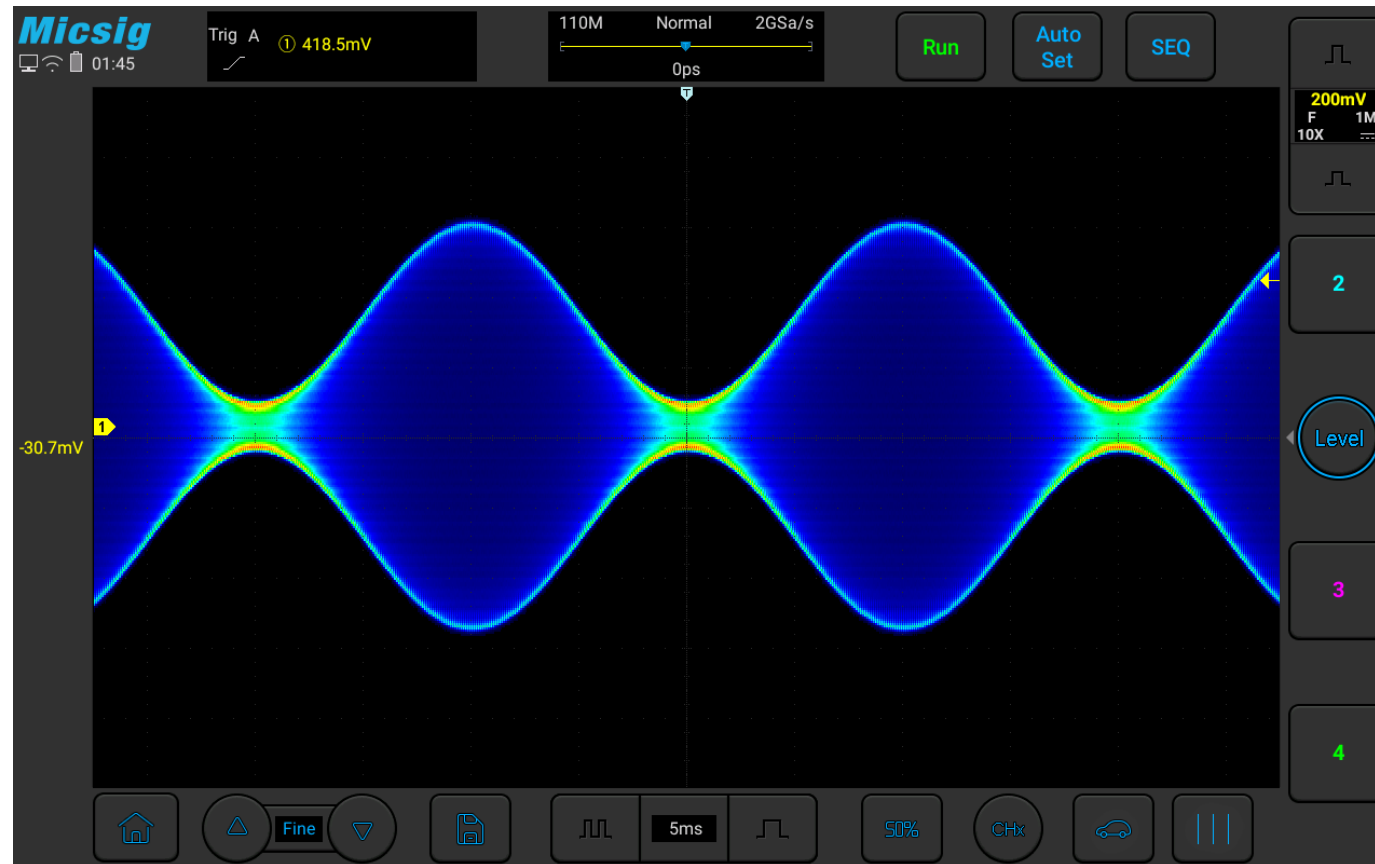 Micsig
01:45
Trig A
① 418.5mV
110M Normal 2GSa/s
0ps
Run
Auto
Set
SEQ
T
200mV
F 1M
10X
2
1
-30.7mV
Level
3
4
Fine
5ms
50%
CHx